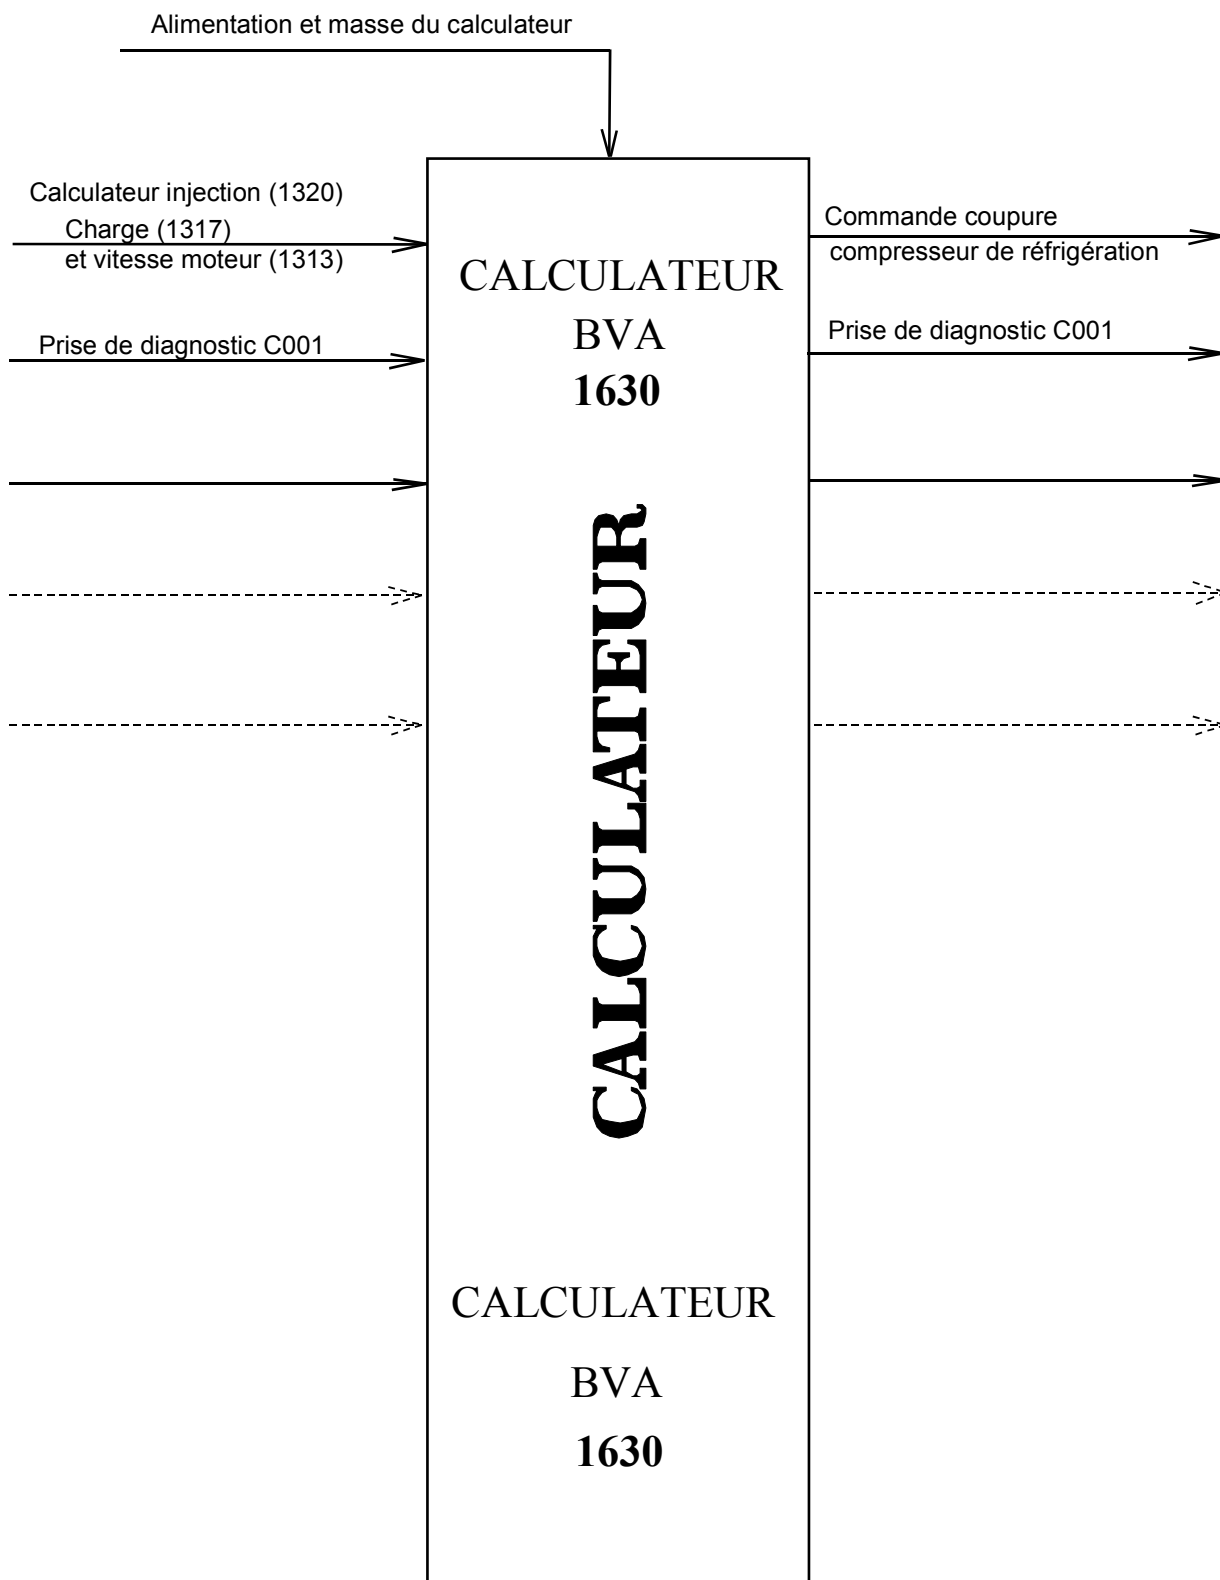 Alimentation et masse du calculateur
Calculateur injection (1320)
Charge (1317)
et vitesse moteur (1313)
Prise de diagnostic C001
CALCULATEUR
BVA
1630
Commande coupure
compresseur de réfrigération
Prise de diagnostic C001
CALCULATEUR
CALCULATEUR
BVA
1630